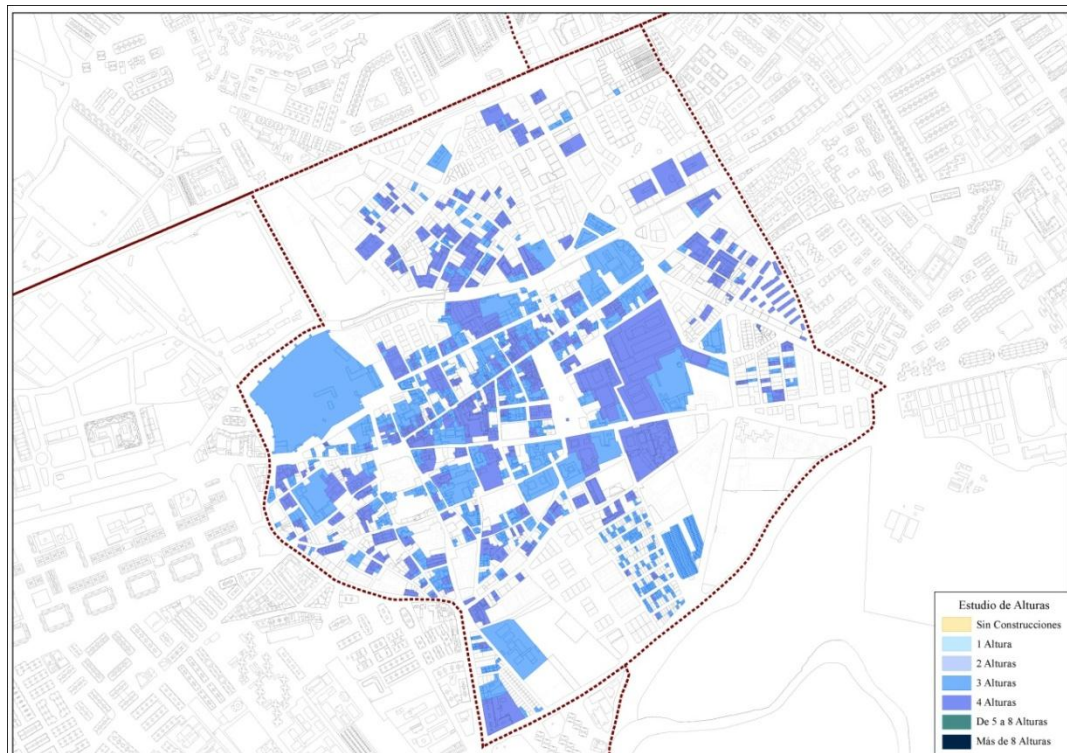 Estudio de Alturas
Sin Construcciones
1 Altura
2 Alturas
3 Alturas
4 Alturas
De 5 a 8 Alturas
Más de 8 Alturas